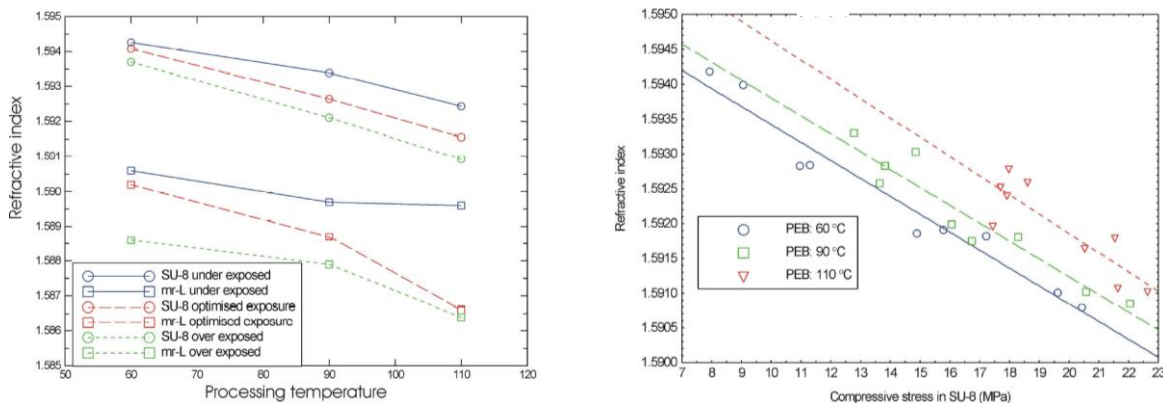 1.595
1.594
1.593
1.592
1.501
1.590
1.589
1.588
1.587
1.586
1.585
Refractive index
SU-8 under exposed
mr-L under exposed
SU-8 optimised exposure
mr-L optimised exposure
SU-8 over exposed
mr-L over exposed
50 60 70 80 90 100 110 120
Processing temperature
1.5950
1.5945
1.5940
1.5935
1.5930
1.5925
1.5920
1.5915
1.5910
1.5905
1.5900
Refractive index
PEB: 60 °C
PEB: 90 °C
PEB: 110 °C
7 8 9 10 11 12 13 14 15 16 17 18 19 20 21 22 23
Compressive stress in SU-8 (MPa)